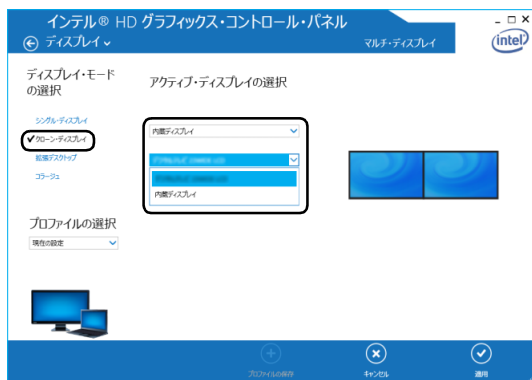 インテル® HD グラフィックス・コントロール・パネル
ディスプレイ
マルチ・ディスプレイ
intel
ディスプレイ・モード
の選択
シングル・ディスプレイ
クローン・ディスプレイ
拡張デスクトップ
コラージュ
アクティブ・ディスプレイの選択
内蔵ディスプレイ
内蔵ディスプレイ
プロファイルの選択
現在の設定
プロファイルの保存
キャンセル
適用